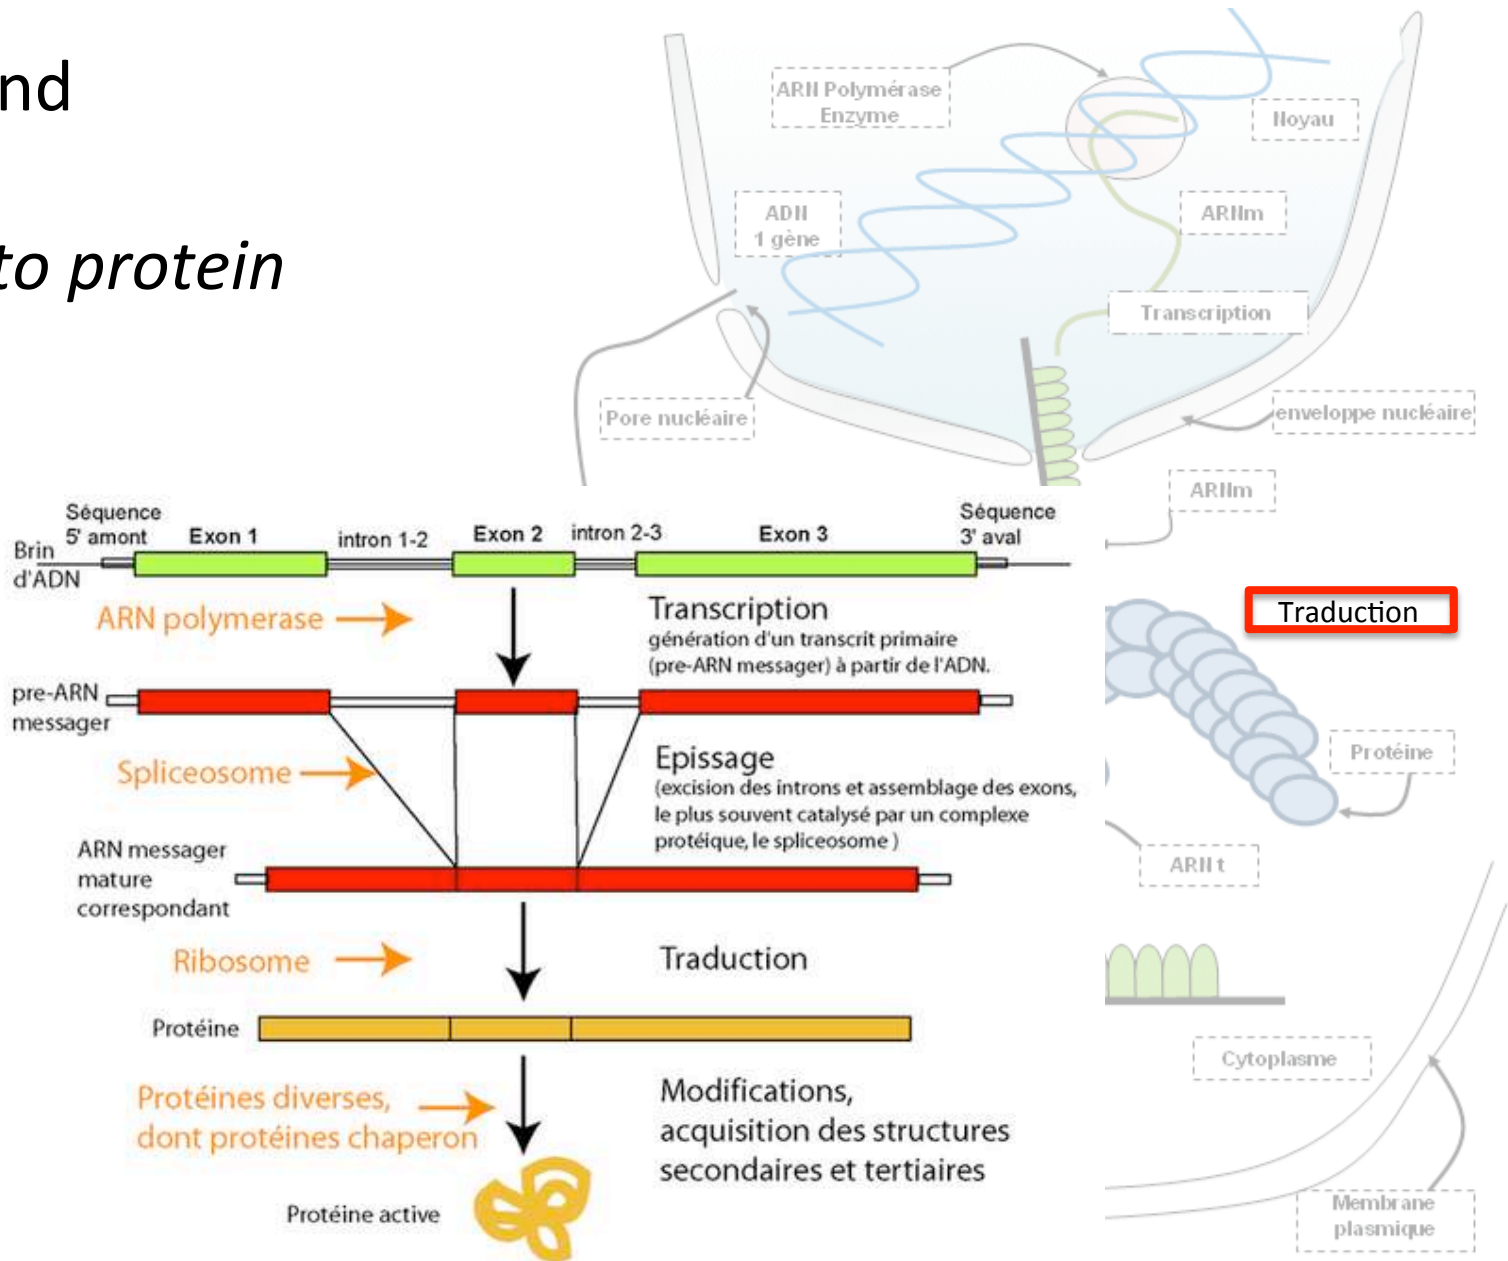 nd
to protein
ARN Polymérase
Enzyme
Noyau
ADN
1 gène
ARNm
Transcription
Pore nucléaire
enveloppe nucléaire
ARNm
Séquence
5' amont
Exon 1
intron 1-2
Exon 2
intron 2-3
Exon 3
Séquence
3' aval
Brin
d'ADN
ARN polymerase
Transcription
génération d'un transcrit primaire
(pre-ARN messager) à partir de l'ADN.
Traduction
pre-ARN
messager
Spliceosome
Epissage
(excision des introns et assemblage des exons,
le plus souvent catalysé par un complexe
protéique, le spliceosome )
Protéine
ARN messager
mature
correspondant
ARN t
Ribosome
Traduction
Protéine
Cytoplasme
Protéines diverses,
dont protéines chaperon
Modifications,
acquisition des structures
secondaires et tertiaires
Protéine active
Membrane
plasmique